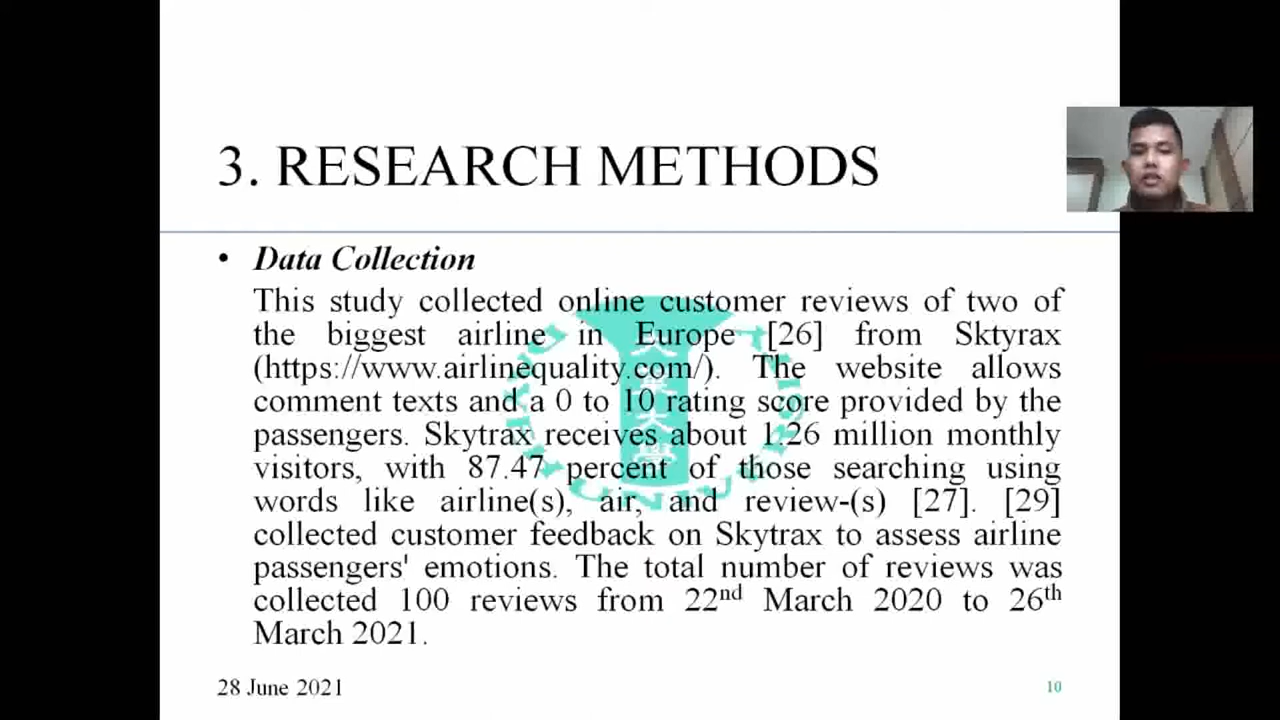 3. RESEARCH METHODS
• Data Collection
This study collected online customer reviews of two of
the biggest airline in Europe [26] from Sktyrax
(https://www.airlinequality.com/). The website allows
comment texts and a 0 to 10 rating score provided by the
passengers. Skytrax receives about 1.26 million monthly
visitors, with 87.47 percent of those searching using
words like airline(s), air, and review-(s) [27]. [29]
collected customer feedback on Skytrax to assess airline
passengers' emotions. The total number of reviews was
collected 100 reviews from 22nd March 2020 to 26th
March 2021.
28 June 2021
10